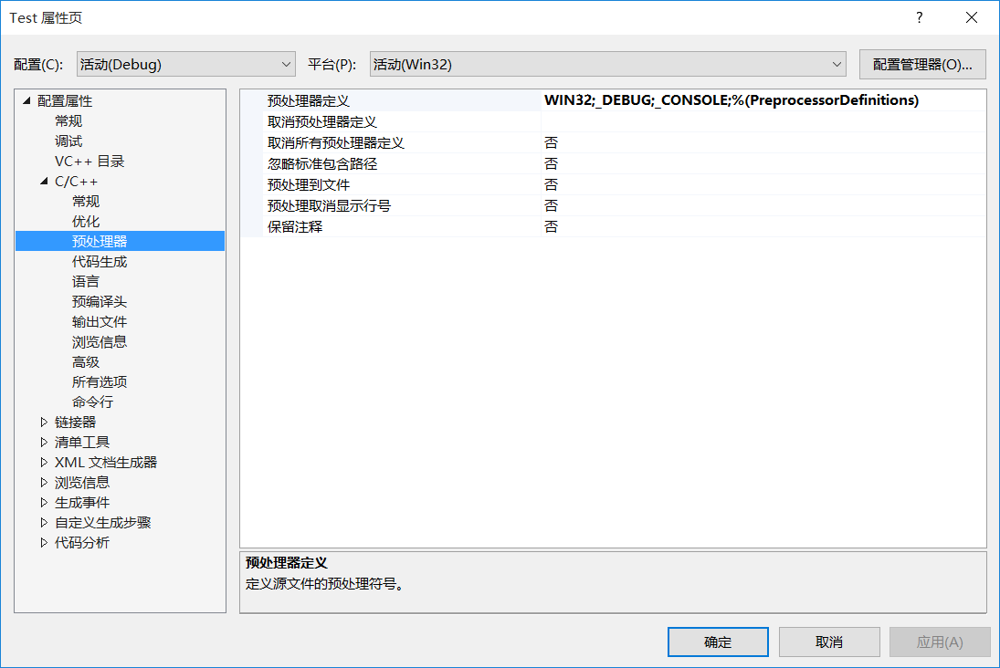 Test 属性页
配置(C): 活动(Debug) 平台(P): 活动(Win32) 配置管理器(O)...
配置属性
常规
调试
VC++ 目录
C/C++
常规
优化
预处理器
代码生成
语言
预编译头
输出文件
浏览信息
高级
所有选项
命令行
链接器
清单工具
XML 文档生成器
浏览信息
生成事件
自定义生成步骤
代码分析
预处理器定义 WIN32;_DEBUG;_CONSOLE;%(PreprocessorDefinitions)
取消预处理器定义
取消所有预处理器定义 否
忽略标准包含路径 否
预处理到文件 否
预处理取消显示行号 否
保留注释 否
预处理器定义
定义源文件的预处理符号。
确定 取消 应用(A)